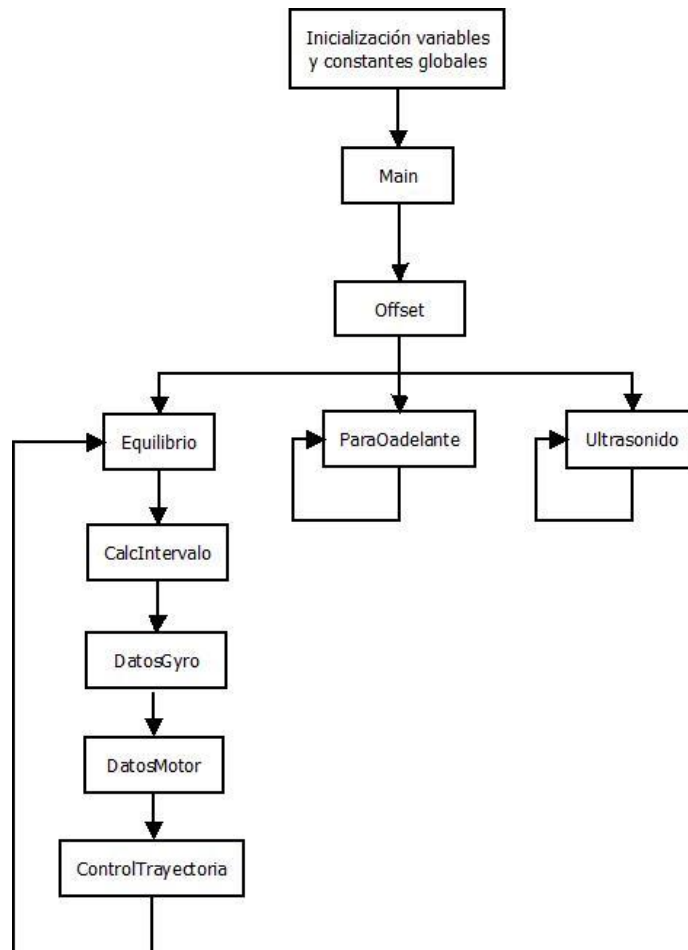 Inicialización variables
y constantes globales
Main
Offset
Equilibrio
ParaOadelante
Ultrasonido
CalcIntervalo
DatosGyro
DatosMotor
ControlTrayectoria